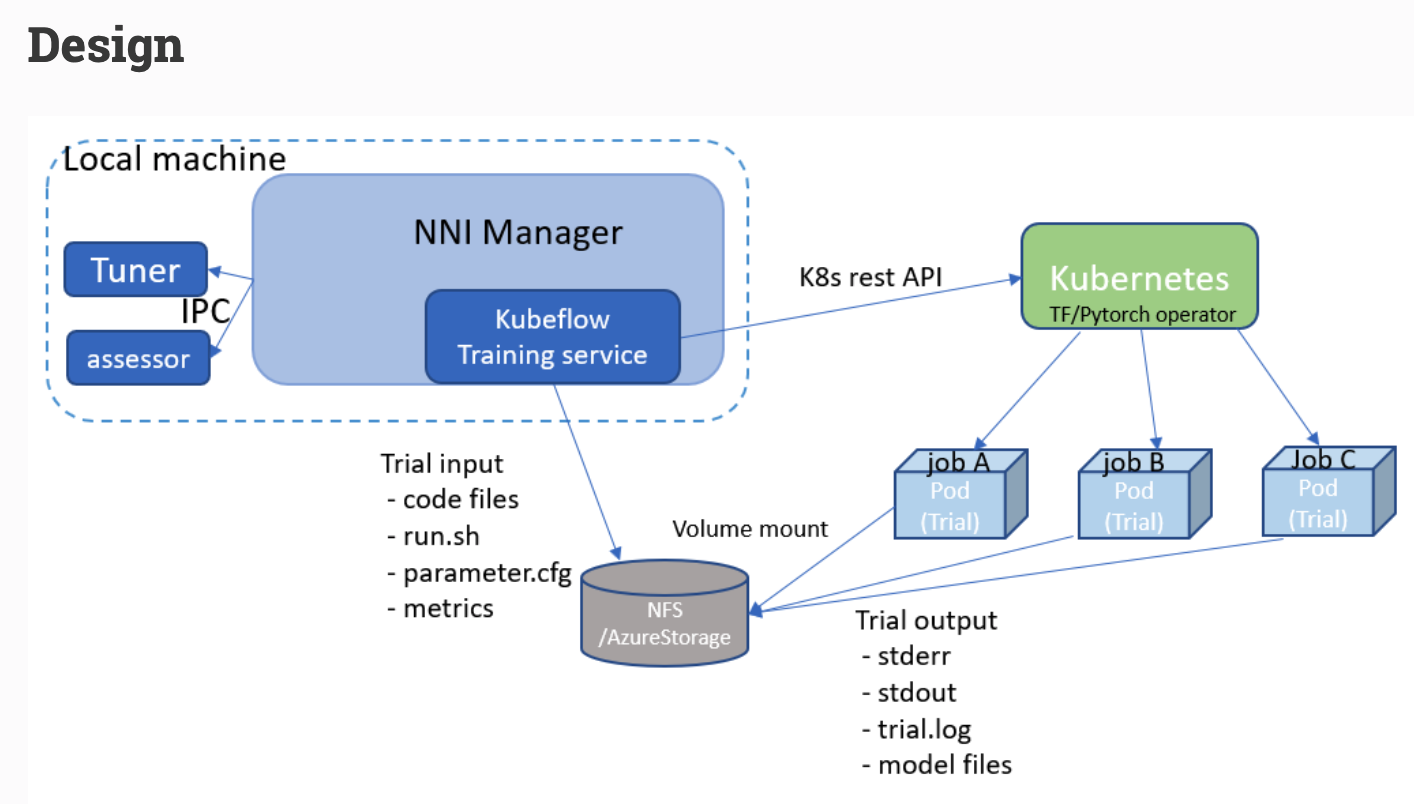 Design
Local machine
NNI Manager
Tuner
IPC
assessor
Kubeflow
Training service
K8s rest API
Kubernetes
TF/Pytorch operator
job A
Pod
(Trial)
job B
Pod
(Trial)
Job C
Pod
(Trial)
Trial input
- code files
- run.sh
- parameter.cfg
- metrics
Volume mount
NFS
/AzureStorage
Trial output
- stderr
- stdout
- trial.log
- model files